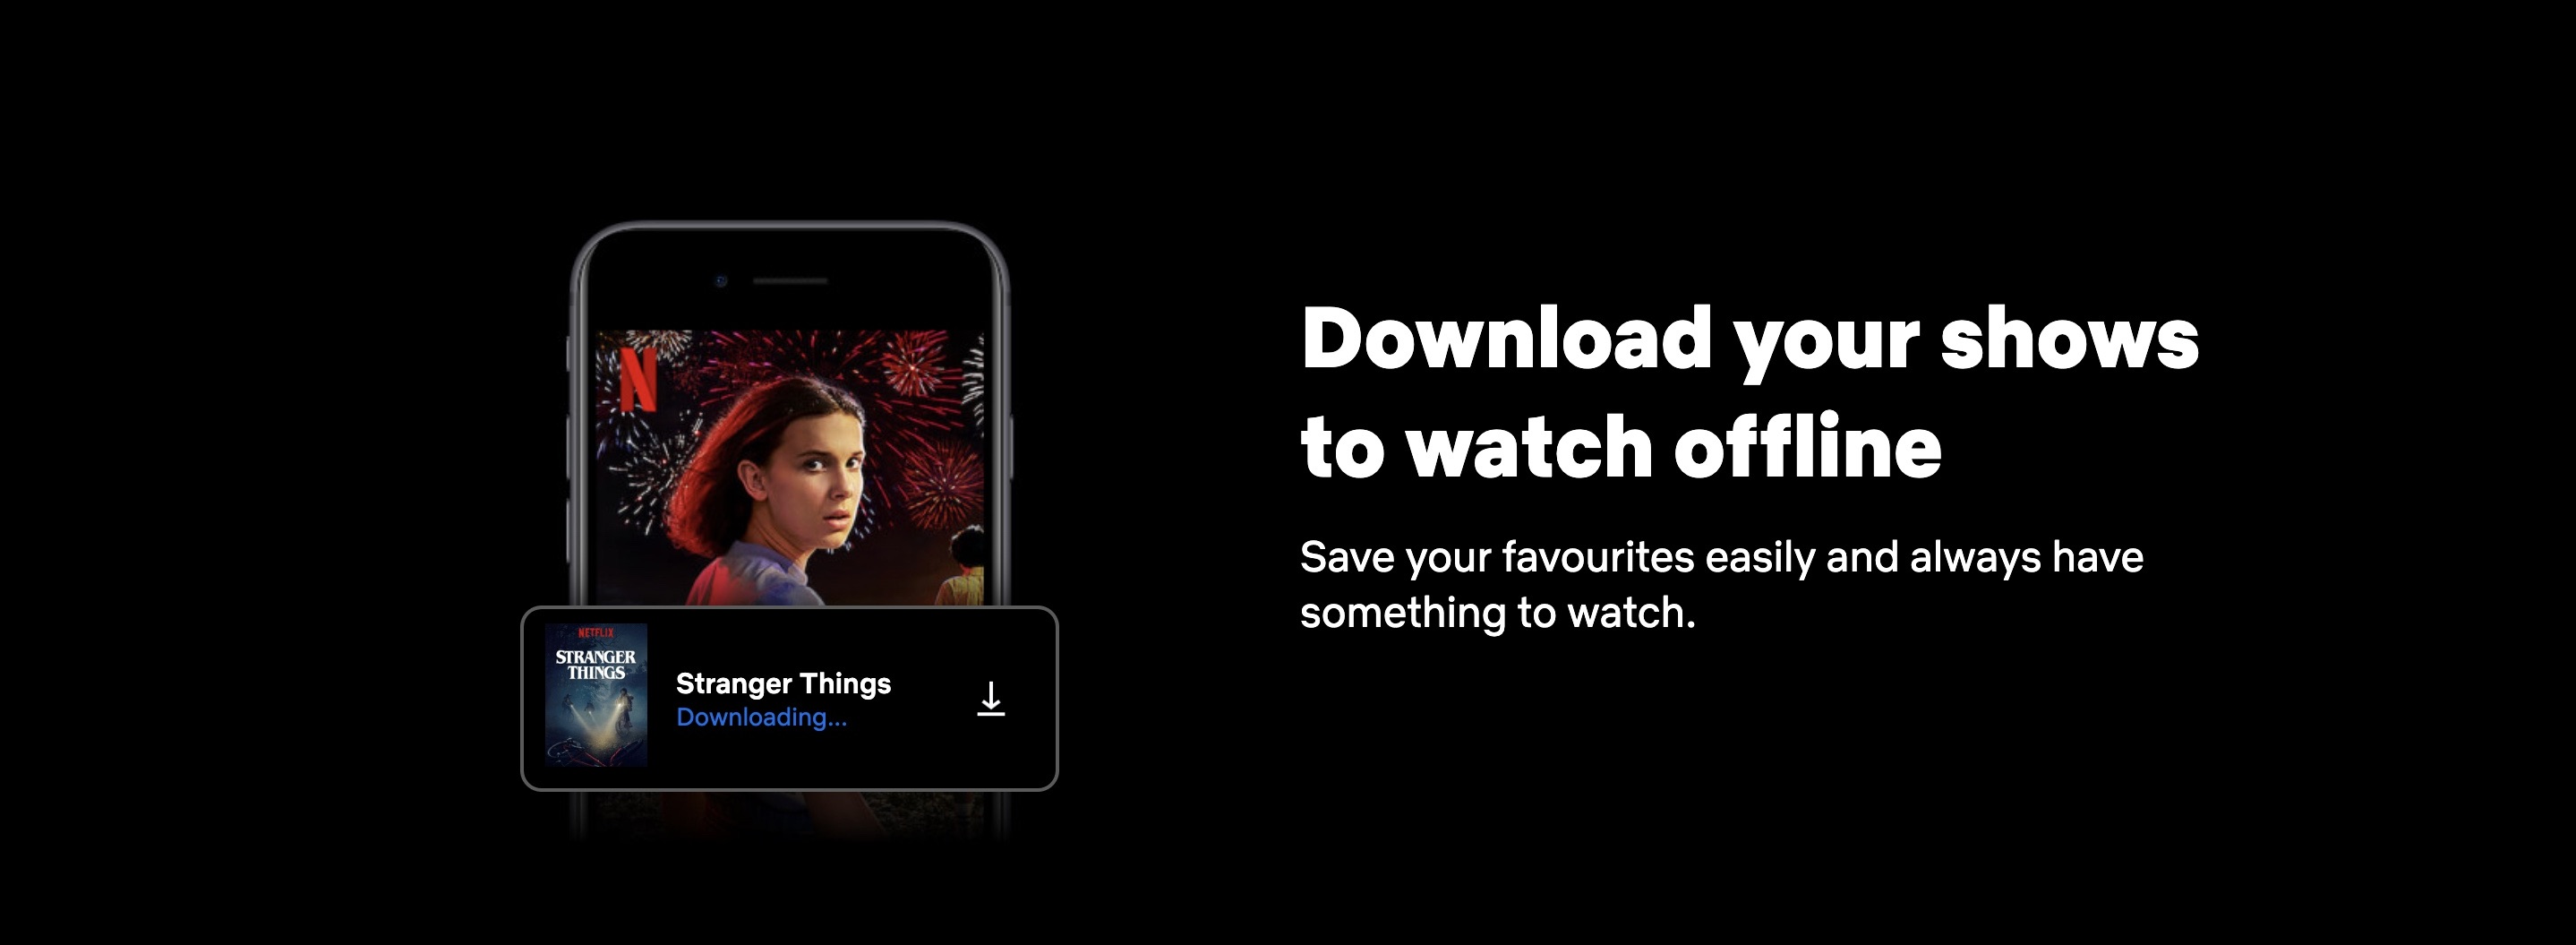 N
NETFLIX
STRANGER
THINGS
Stranger Things
Downloading...
Download your shows
to watch offline
Save your favourites easily and always have
something to watch.